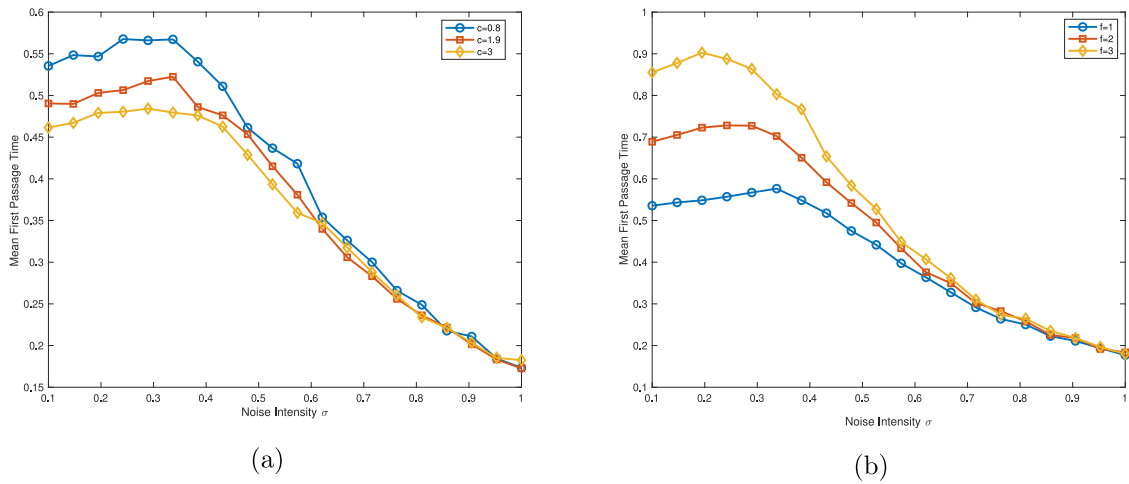 0.6
0.55
0.5
0.45
0.4
0.35
0.3
0.25
0.2
0.15
Mean First Passage Time
0.1 0.2 0.3 0.4 0.5 0.6 0.7 0.8 0.9 1
Noise Intensity σ
c=0.8
c=1.9
c=3
(a)
1
0.9
0.8
0.7
0.6
0.5
0.4
0.3
0.2
0.1
Mean First Passage Time
0.1 0.2 0.3 0.4 0.5 0.6 0.7 0.8 0.9 1
Noise Intensity σ
f=1
f=2
f=3
(b)